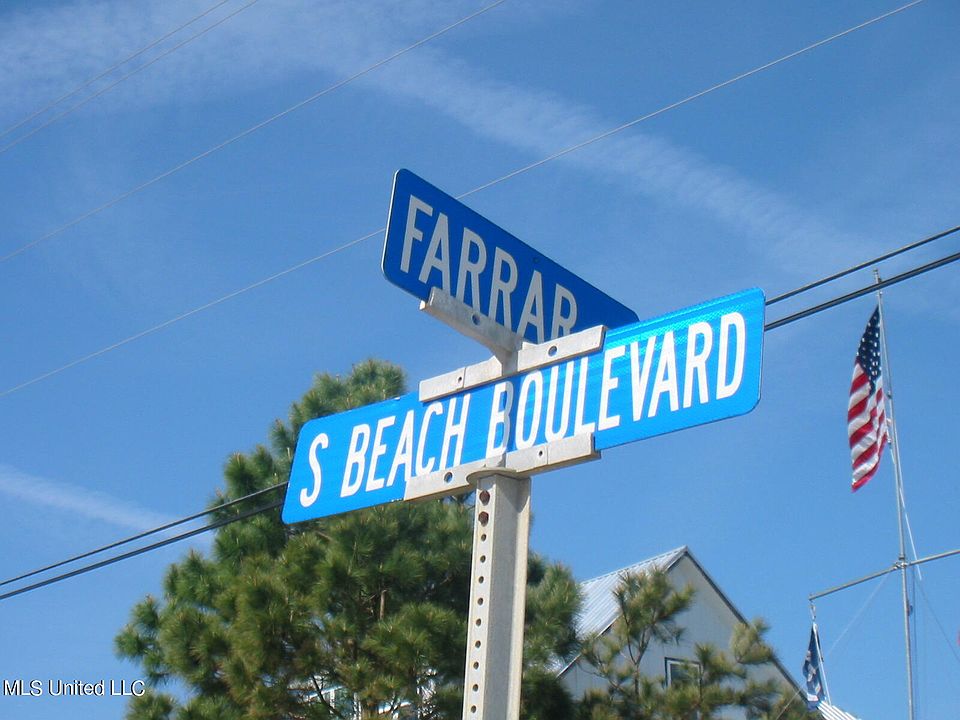 FARRAR
S BEACH BOULEVARD
MLS United LLC